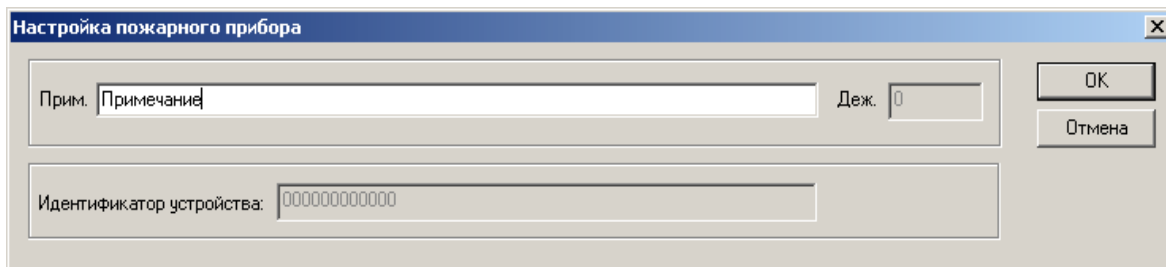 Настройка пожарного прибора
Прим. Примечание Деж. 0
OK
Отмена
Идентификатор устройства: 000000000000